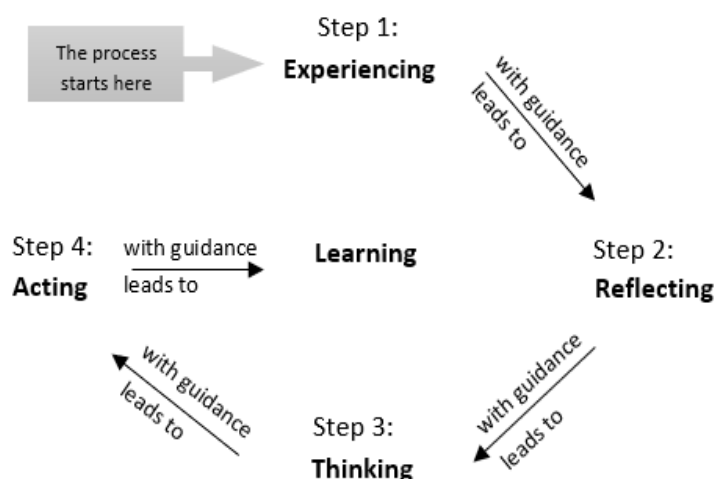 The process
starts here
Step 1:
Experiencing
with guidance
leads to
Step 2:
Reflecting
with guidance
leads to
Step 3:
Thinking
with guidance
leads to
Step 4:
Acting
with guidance
leads to
Learning